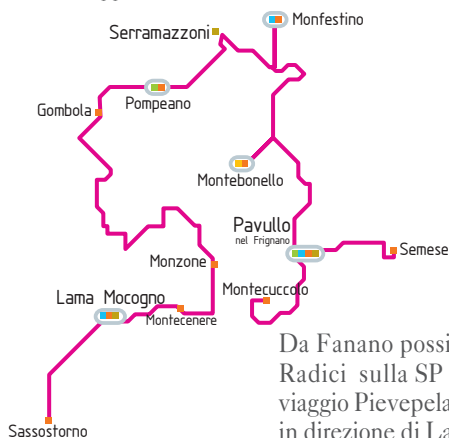 Monfestino
Serramazzoni
Pompeano
Gombola
Montebonello
Pavullo
nel Frignano
Semese
Monzone
Montecuccolo
Lama Mocogno
Montecenere
Sassostorno
Da Fanano possi
Radici sulla SP
viaggio Pievepela
in direzione di La